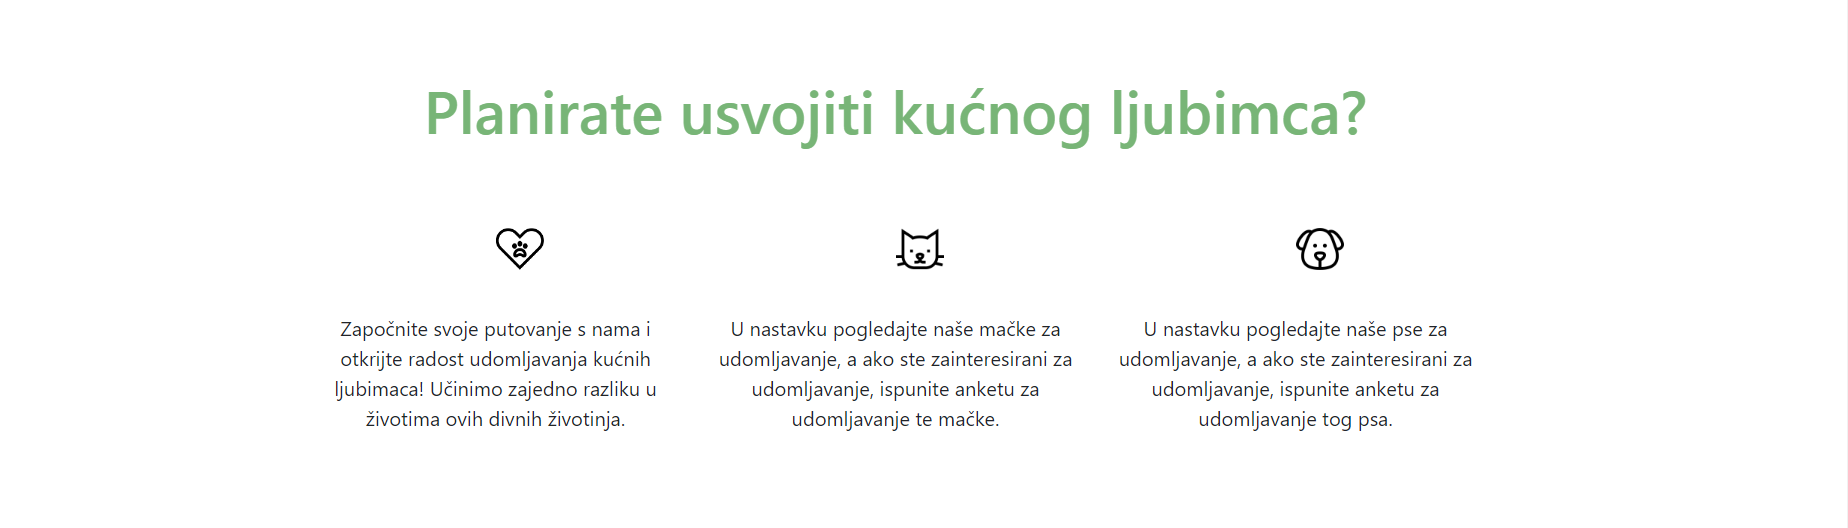 Planirate usvojiti kućnog ljubimca?
Započnite svoje putovanje s nama i
otkrijte radost udomljavanja kućnih
ljubimaca! Učinimo zajedno razliku u
životima ovih divnih životinja.
U nastavku pogledajte naše mačke za
udomljavanje, a ako ste zainteresirani za
udomljavanje, ispunite anketu za
udomljavanje te mačke.
U nastavku pogledajte naše pse za
udomljavanje, a ako ste zainteresirani za
udomljavanje, ispunite anketu za
udomljavanje tog psa.